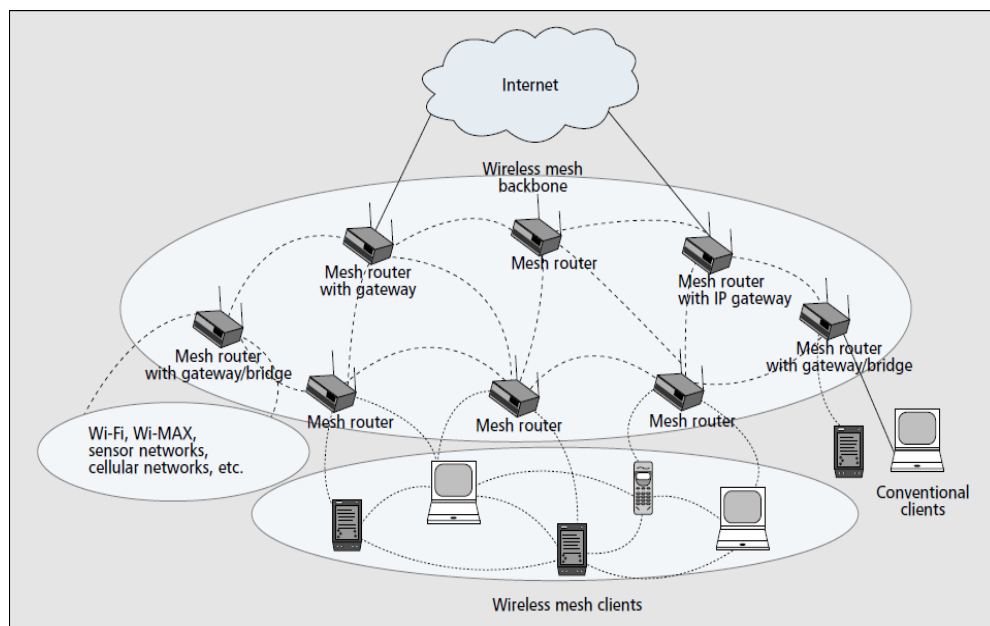 Internet
Wireless mesh
backbone
Mesh router
with gateway
Mesh router
Mesh router
with IP gateway
Mesh router
with gateway/bridge
Mesh router
with gateway/bridge
Mesh router
Mesh router
Mesh router
Wi-Fi, Wi-MAX,
sensor networks,
cellular networks, etc.
Conventional
clients
Wireless mesh clients